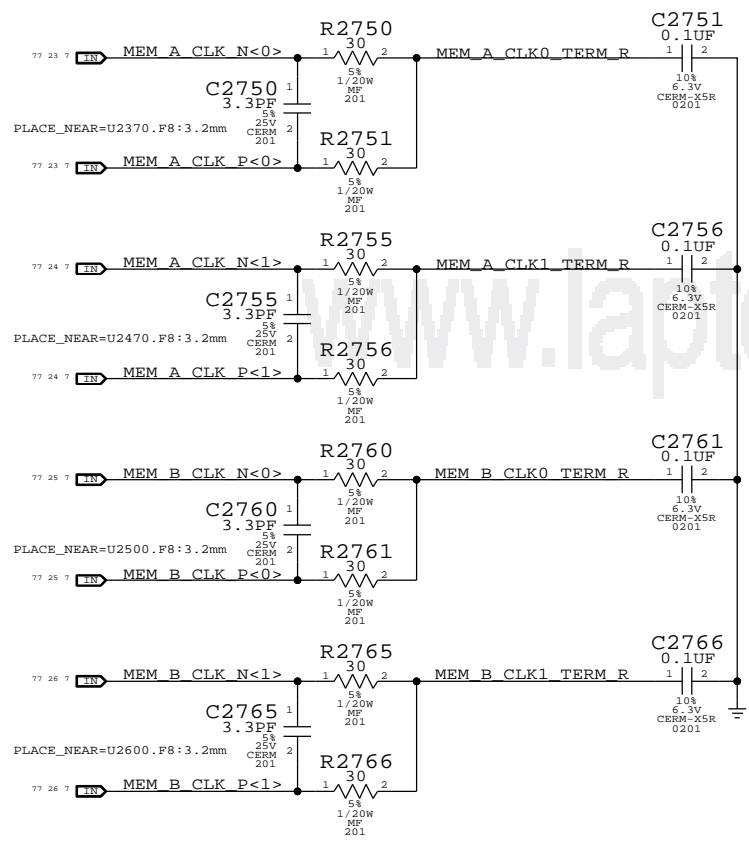 R2750
30
C2751
0.1UF
77 23 7 IN MEM_A_CLK_N<0> 1 2 MEM_A_CLK0_TERM_R 1 2
5%
1/20W
MF
201
10%
6.3V
CERM-X5R
0201
C2750 1
3.3PF
5%
25V
CERM
201
2
PLACE_NEAR=U2370.F8:3.2mm
R2751
30
77 23 7 IN MEM_A_CLK_P<0> 1 2
5%
1/20W
MF
201
R2755
30
C2756
0.1UF
77 24 7 IN MEM_A_CLK_N<1> 1 2 MEM_A_CLK1_TERM_R 1 2
5%
1/20W
MF
201
10%
6.3V
CERM-X5R
0201
C2755 1
3.3PF
5%
25V
CERM
201
2
PLACE_NEAR=U2470.F8:3.2mm
R2756
30
77 24 7 IN MEM_A_CLK_P<1> 1 2
5%
1/20W
MF
201
www.lapt
R2760
30
C2761
0.1UF
77 25 7 IN MEM_B_CLK_N<0> 1 2 MEM_B_CLK0_TERM_R 1 2
5%
1/20W
MF
201
10%
6.3V
CERM-X5R
0201
C2760 1
3.3PF
5%
25V
CERM
201
2
PLACE_NEAR=U2500.F8:3.2mm
R2761
30
77 25 7 IN MEM_B_CLK_P<0> 1 2
5%
1/20W
MF
201
R2765
30
C2766
0.1UF
77 26 7 IN MEM_B_CLK_N<1> 1 2 MEM_B_CLK1_TERM_R 1 2
5%
1/20W
MF
201
10%
6.3V
CERM-X5R
0201
C2765 1
3.3PF
5%
25V
CERM
201
2
PLACE_NEAR=U2600.F8:3.2mm
R2766
30
77 26 7 IN MEM_B_CLK_P<1> 1 2
5%
1/20W
MF
201